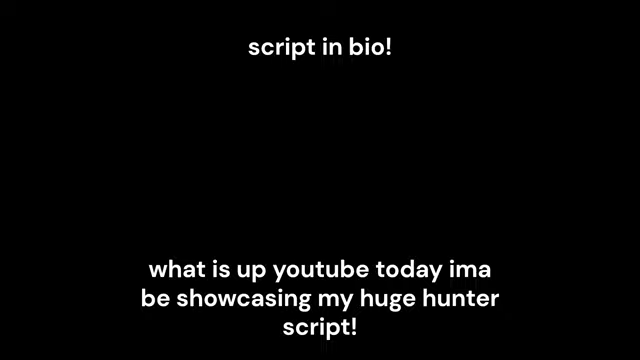 script in bio!
what is up youtube today ima
be showcasing my huge hunter
script!